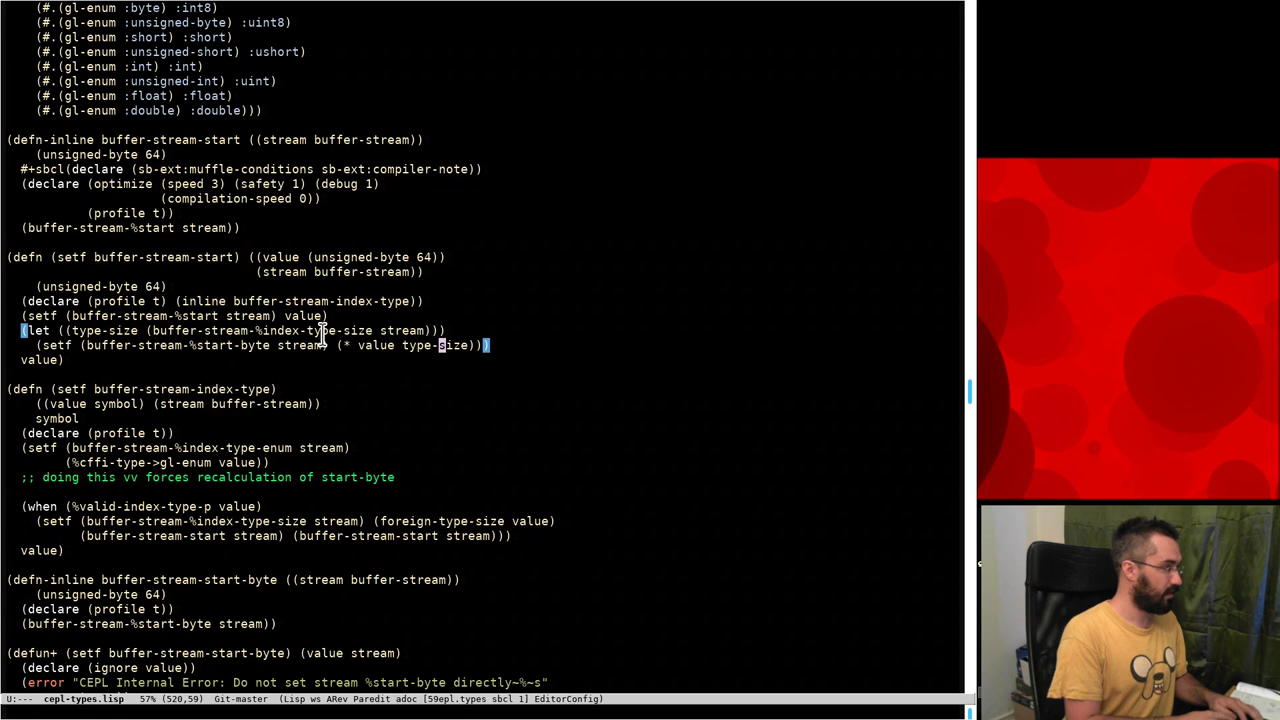 (#.(gl-enum :byte) :int8)
(#.(gl-enum :unsigned-byte) :uint8)
(#.(gl-enum :short) :short)
(#.(gl-enum :unsigned-short) :ushort)
(#.(gl-enum :int) :int)
(#.(gl-enum :unsigned-int) :uint)
(#.(gl-enum :float) :float)
(#.(gl-enum :double) :double)))
(defn-inline buffer-stream-start ((stream buffer-stream))
(unsigned-byte 64)
#+sbcl(declare (sb-ext:muffle-conditions sb-ext:compiler-note))
(declare (optimize (speed 3) (safety 1) (debug 1)
(compilation-speed 0))
(profile t))
(buffer-stream-%start stream))
(defn (setf buffer-stream-start) ((value (unsigned-byte 64))
(stream buffer-stream))
(unsigned-byte 64)
(declare (profile t) (inline buffer-stream-index-type))
(setf (buffer-stream-%start stream) value)
(let ((type-size (buffer-stream-%index-type-size stream)))
(setf (buffer-stream-%start-byte stream) (* value type-size)))
value)
(defn (setf buffer-stream-index-type)
((value symbol) (stream buffer-stream))
symbol
(declare (profile t))
(setf (buffer-stream-%index-type-enum stream)
(%cffi-type->gl-enum value))
;; doing this vv forces recalculation of start-byte
(when (%valid-index-type-p value)
(setf (buffer-stream-%index-type-size stream) (foreign-type-size value)
(buffer-stream-start stream) (buffer-stream-start stream)))
value)
(defn-inline buffer-stream-start-byte ((stream buffer-stream))
(unsigned-byte 64)
(declare (profile t))
(buffer-stream-%start-byte stream))
(defun+ (setf buffer-stream-start-byte) (value stream)
(declare (ignore value))
(error "CEPL Internal Error: Do not set stream %start-byte directly~%~s"
U:--- cepl-types.lisp 57% (520,59) Git-master (Lisp ws ARev Paredit adoc [59epl.types sbcl 1] EditorConfig)